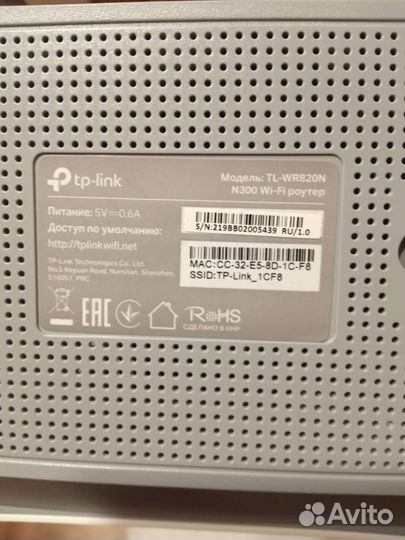 tp-link
Модель: TL-WR820N
N300 Wi-Fi роутер
Питание: 5V⎓0.6A
Доступ по умолчанию:
http://tplinkwifi.net
S/N:219BB02005439 RU/1.0
MAC:CC-32-E5-8D-1C-F8
SSID:TP-Link_1CF8
TP-Link Technologies Co., Ltd.
No.5 Keyuan Road, Nanshan, Shenzhen,
518057, PRC
EAC
RoHS
СДЕЛАНО В КНР
Avito